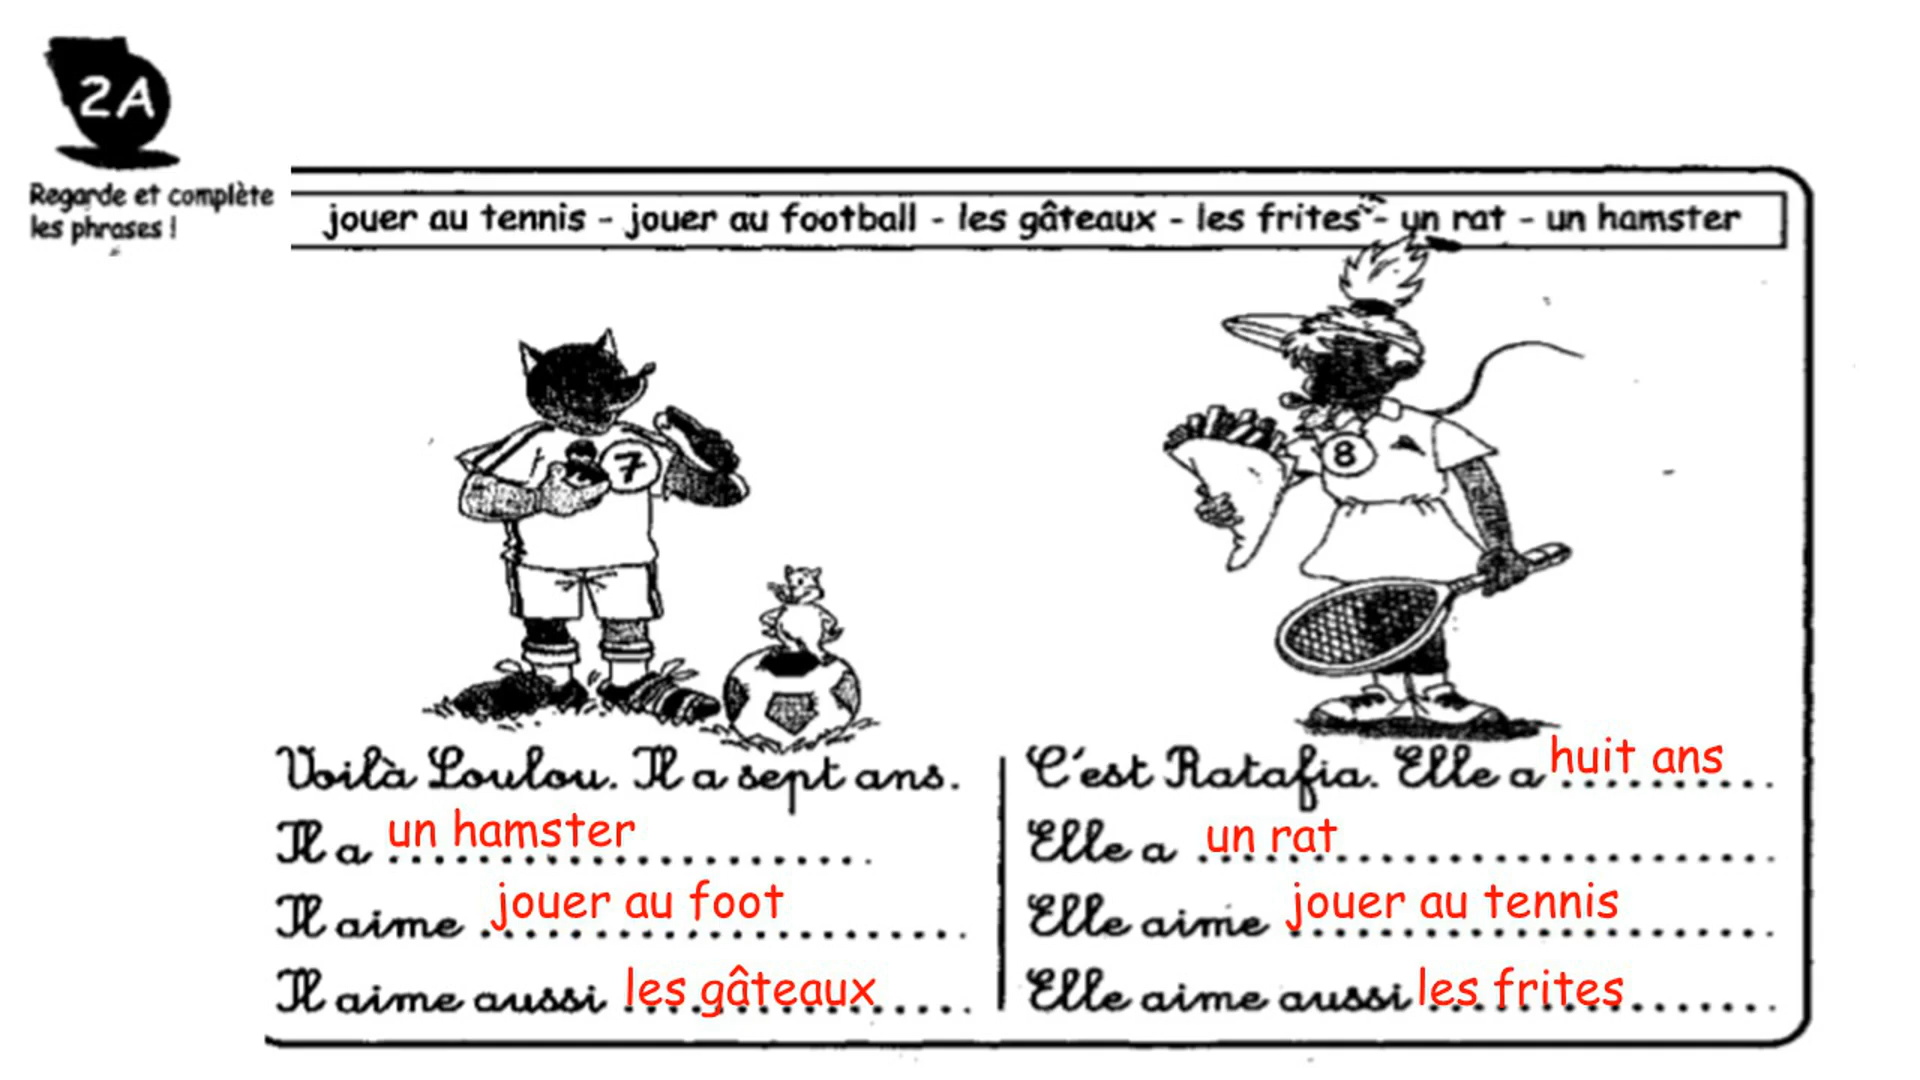 2A
Regarde et complète
les phrases !
jouer au tennis - jouer au football - les gâteaux - les frites - un rat - un hamster
7
8
Voilà Loulou. Il a sept ans.
Il a un hamster
Il aime jouer au foot
Il aime aussi les gâteaux
C'est Ratafia. Elle a huit ans
Elle a un rat
Elle aime jouer au tennis
Elle aime aussi les frites